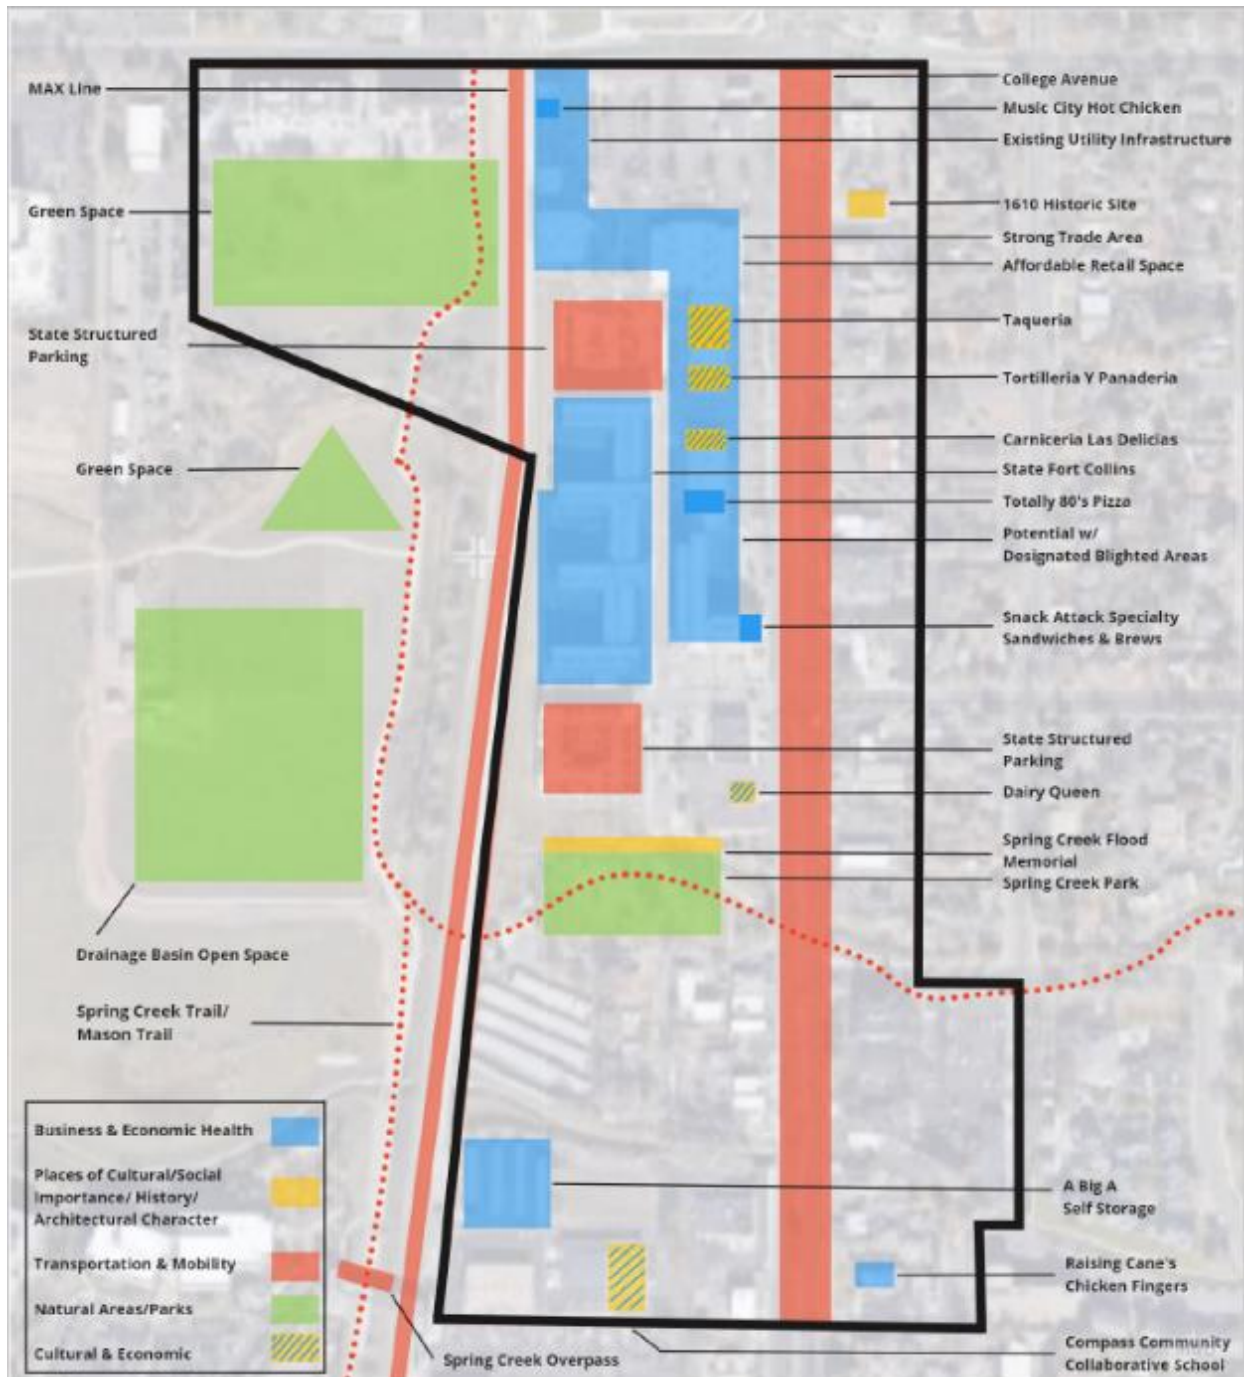 MAX Line
Green Space
State Structured
Parking
Green Space
Drainage Basin Open Space
Spring Creek Trail/
Mason Trail
Business & Economic Health
Places of Cultural/Social
Importance/ History/
Architectural Character
Transportation & Mobility
Natural Areas/Parks
Cultural & Economic
Spring Creek Overpass
College Avenue
Music City Hot Chicken
Existing Utility Infrastructure
1610 Historic Site
Strong Trade Area
Affordable Retail Space
Taqueria
Tortilleria Y Panaderia
Carniceria Las Delicias
State Fort Collins
Totally 80's Pizza
Potential w/
Designated Blighted Areas
Snack Attack Specialty
Sandwiches & Brews
State Structured
Parking
Dairy Queen
Spring Creek Flood
Memorial
Spring Creek Park
A Big A
Self Storage
Raising Cane's
Chicken Fingers
Compass Community
Collaborative School